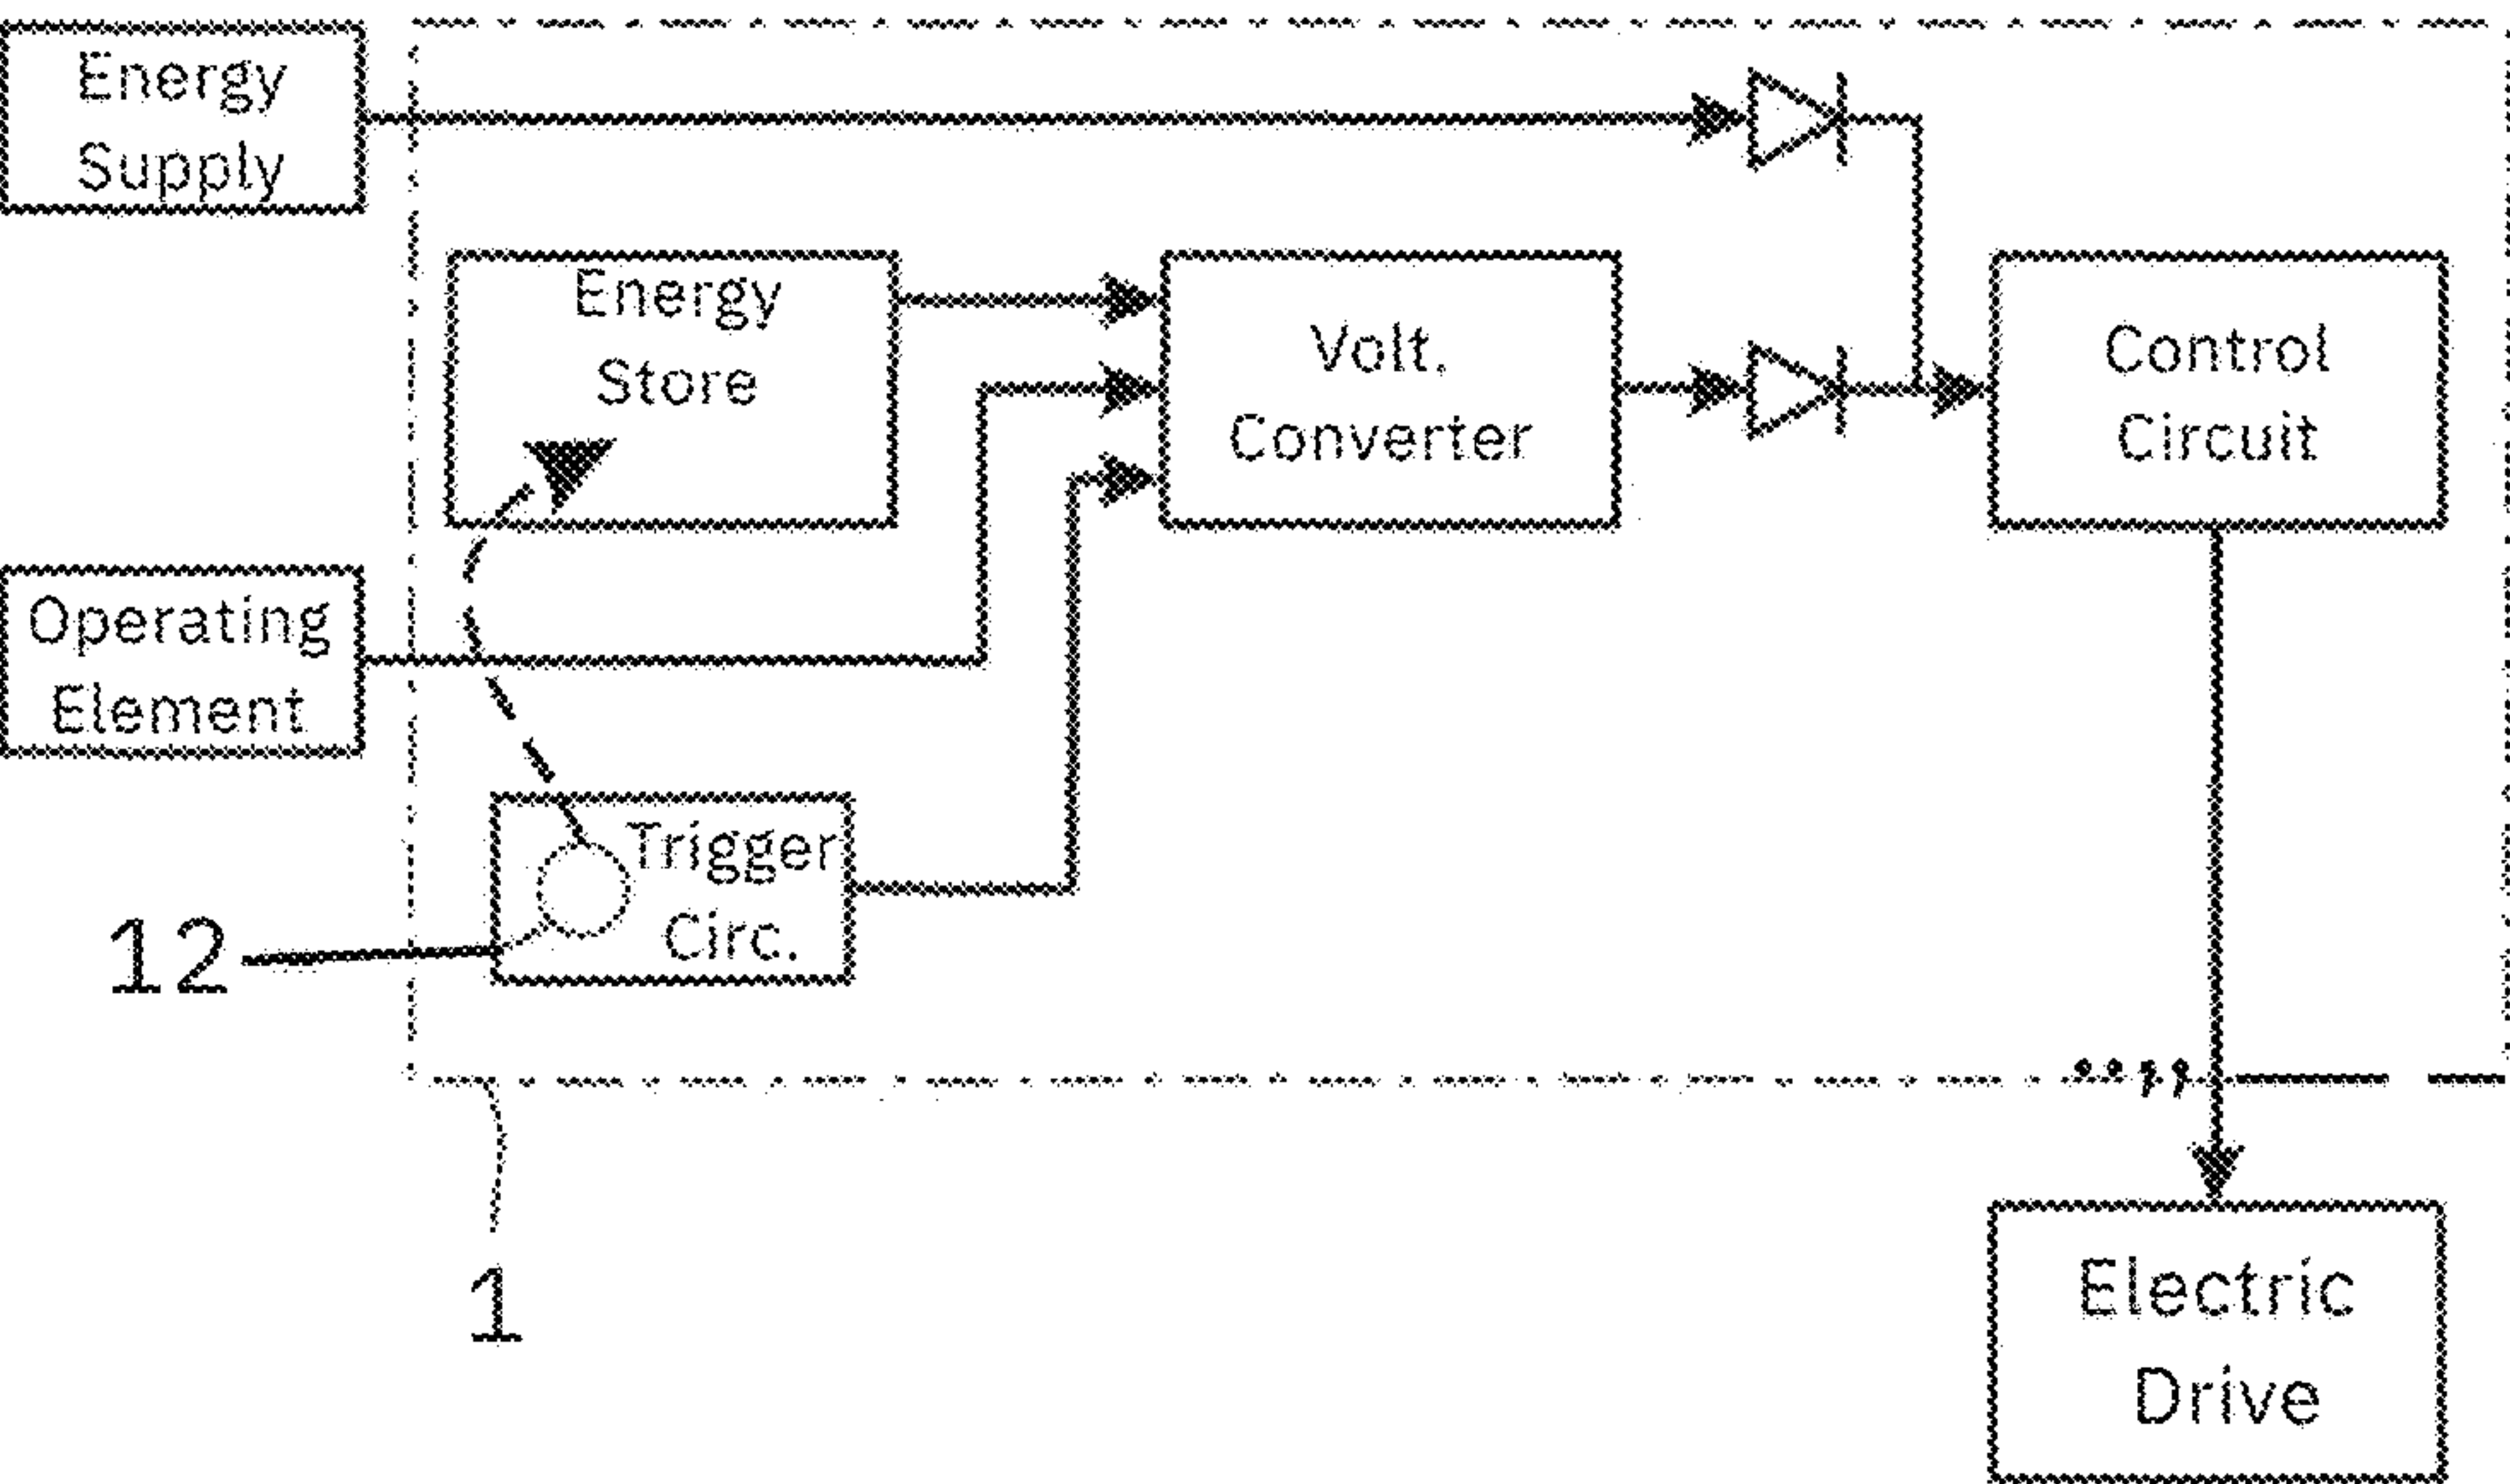 Energy
Supply
Energy
Store
Volt.
Converter
Control
Circuit
Operating
Element
Trigger
Circ.
12
1
Electric
Drive